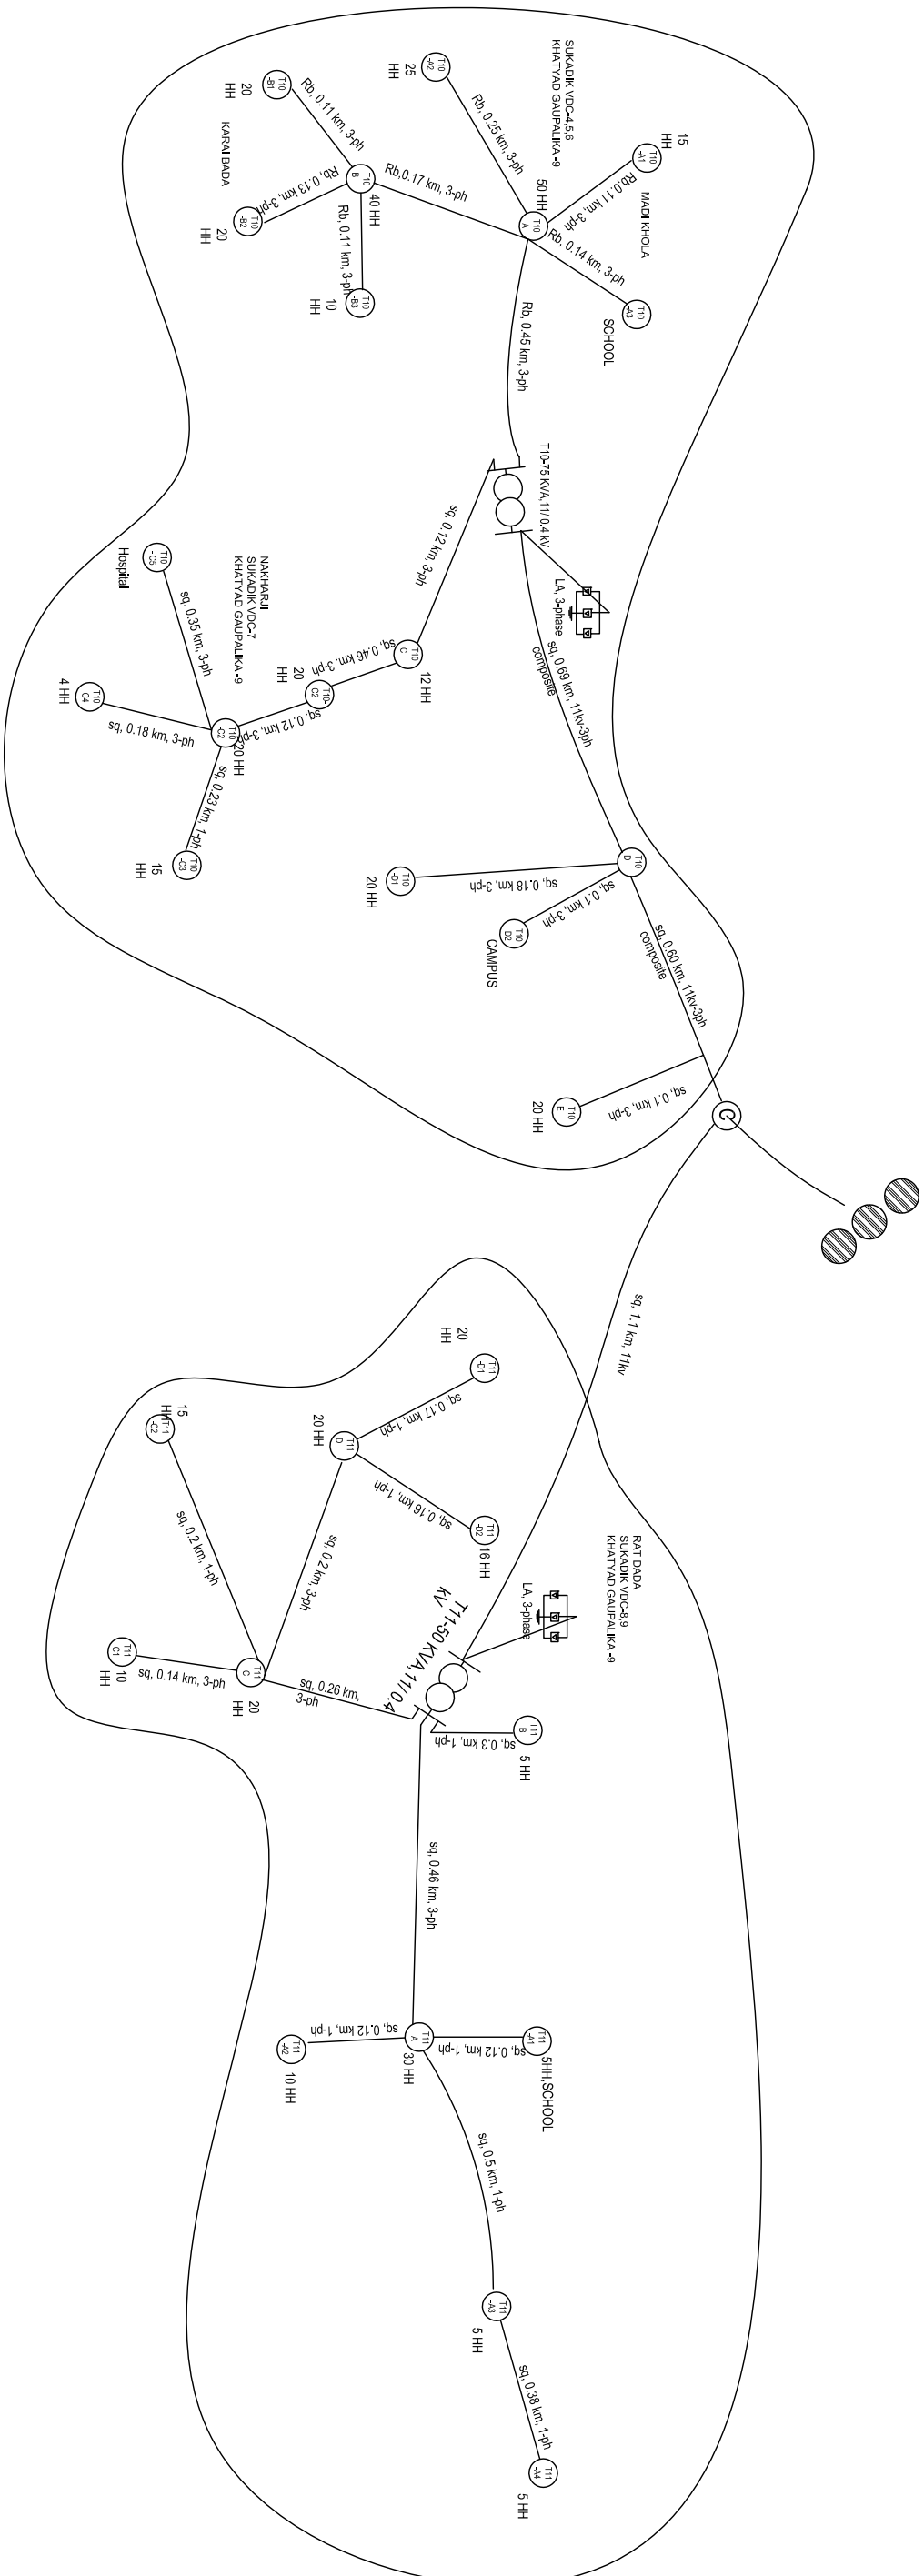 SUKADIK VDC-4,5,6
KHATYAD GAUPALIKA-9
T10
-A2
25
HH
Rb, 0.25 km, 3-ph
15
HH
T10
-A1
MADI KHOLA
Rb,0.11 km, 3-ph
50 HH
T10
A
Rb, 0.14 km, 3-ph
T10
-A3
SCHOOL
Rb,0.17 km, 3-ph
T10
-B1
20
HH
Rb, 0.11 km, 3-ph
KARAI BADA
T10
B
40 HH
Rb, 0.13 km, 3-ph
T10
-B2
20
HH
Rb, 0.11 km, 3-ph
T10
-B3
10
HH
Rb, 0.45 km, 3-ph
T10-75 KVA,11/ 0.4 kV
LA, 3-phase
sq, 0.12 km, 3-ph
T10
C
12 HH
sq, 0.46 km, 3-ph
T10-
C2
20
HH
sq, 0.12 km, 3-ph
NAKHARJI
SUKADIK VDC-7
KHATYAD GAUPALIKA-9
T10
-C2
20 HH
T10
-C5
Hospital
sq, 0.35 km, 3-ph
T10
-C4
4 HH
sq, 0.18 km, 3-ph
sq, 0.23 km, 1-ph
T10
-C3
15
HH
sq, 0.69 km, 11kv-3ph
composite
T10
D
sq, 0.18 km, 3-ph
T10
-D1
20 HH
sq, 0.1 km, 3-ph
T10
-D2
CAMPUS
sq, 0.60 km, 11kv-3ph
composite
sq, 0.1 km, 3-ph
T10
E
20 HH
C
sq, 1.1 km, 11kv
RAT DADA
SUKADIK VDC-8,9
KHATYAD GAUPALIKA-9
LA, 3-phase
T11-50 KVA,11/ 0.4
kV
T11
-D1
20
HH
sq, 0.17 km, 1-ph
T11
D
20 HH
sq, 0.16 km, 1-ph
T11
-D2
16 HH
sq, 0.2 km, 3-ph
15
HH
T11
-C2
sq, 0.2 km, 1-ph
T11
C
20
HH
T11
-C1
10
HH
sq, 0.14 km, 3-ph
sq, 0.26 km,
3-ph
T11
B
5 HH
sq, 0.3 km, 1-ph
sq, 0.46 km, 3-ph
T11
A
30 HH
sq, 0.12 km, 1-ph
T11
-A1
5HH,SCHOOL
sq, 0.12 km, 1-ph
T11
-A2
10 HH
sq, 0.5 km, 1-ph
T11
-A3
5 HH
sq, 0.38 km, 1-ph
T11
-A4
5 HH